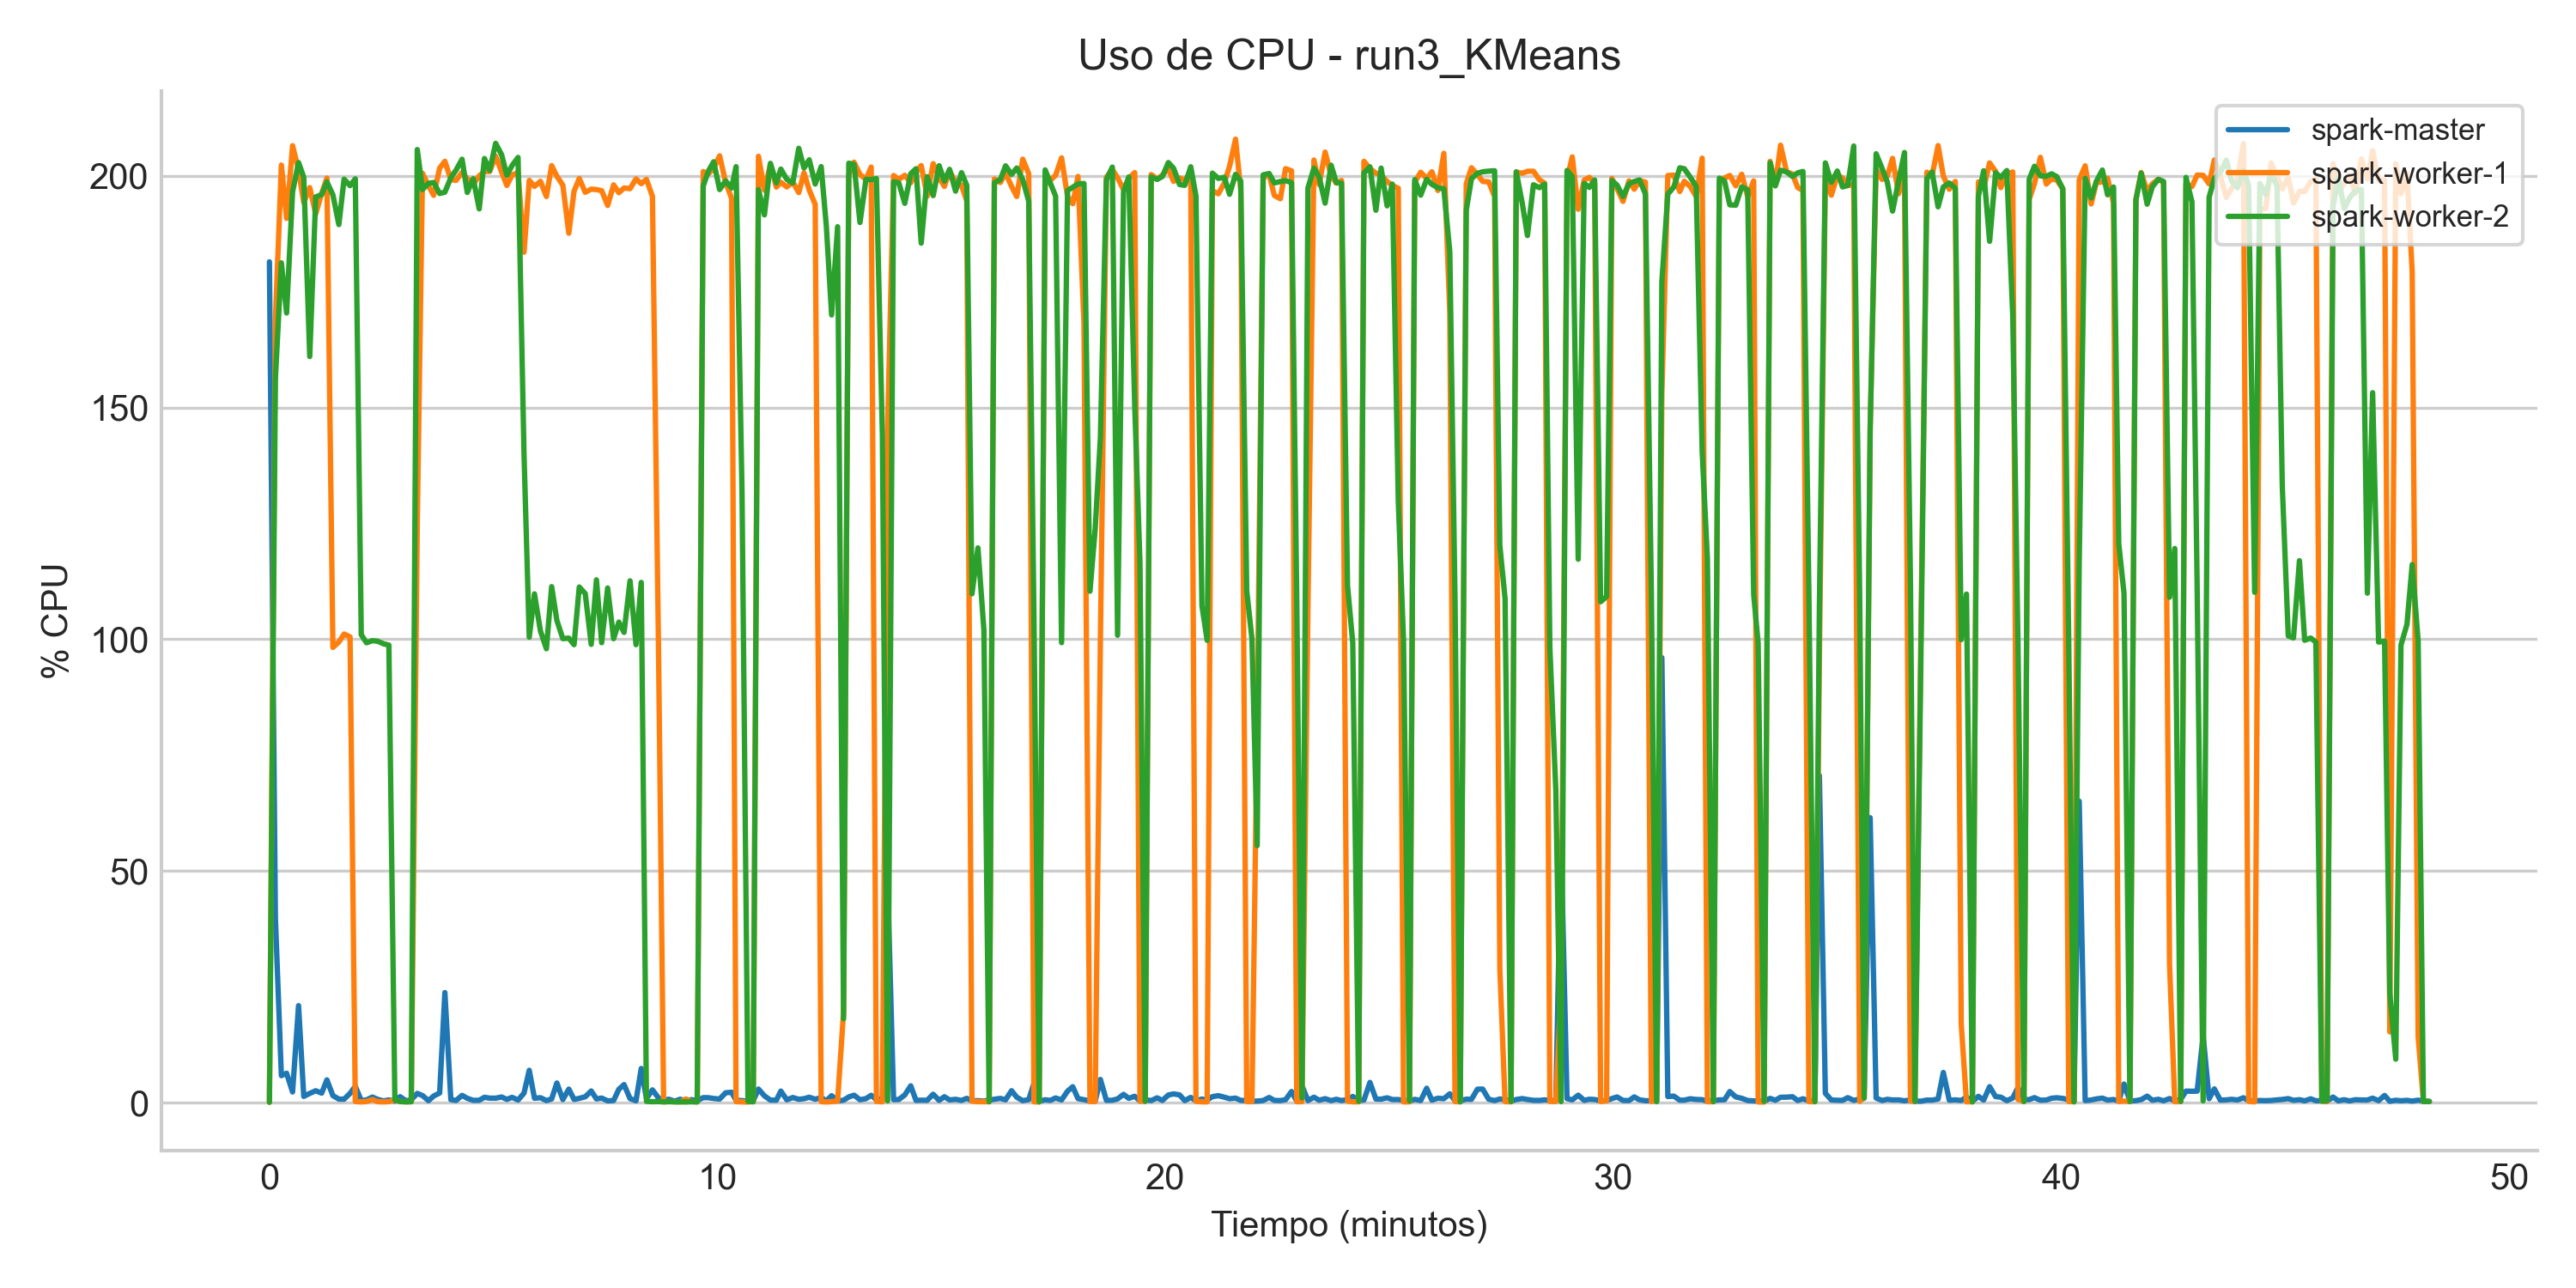 Uso de CPU - run3_KMeans
spark-master
spark-worker-1
spark-worker-2
200
150
100
50
0
% CPU
0 10 20 30 40 50
Tiempo (minutos)